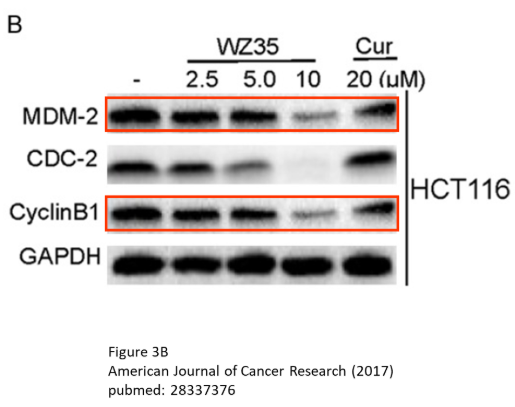 B
WZ35 Cur
- 2.5 5.0 10 20 (uM)
MDM-2
CDC-2
CyclinB1
GAPDH
HCT116
Figure 3B
American Journal of Cancer Research (2017)
pubmed: 28337376